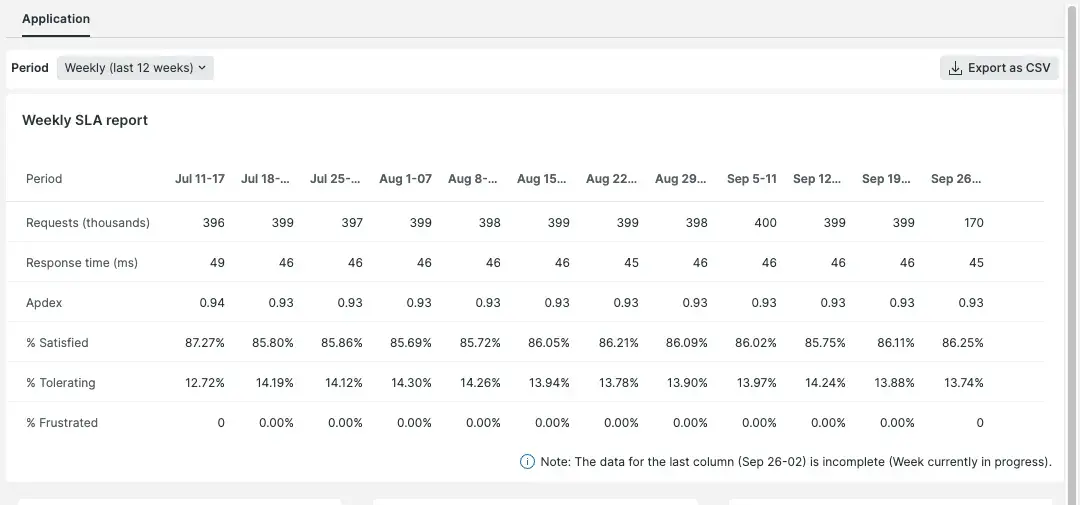 Application
Period Weekly (last 12 weeks) Export as CSV
Weekly SLA report
Period Jul 11-17 Jul 18-... Jul 25-... Aug 1-07 Aug 8-... Aug 15... Aug 22... Aug 29... Sep 5-11 Sep 12... Sep 19... Sep 26...
Requests (thousands) 396 399 397 399 398 399 399 398 400 399 399 170
Response time (ms) 49 46 46 46 46 46 45 46 46 46 46 45
Apdex 0.94 0.93 0.93 0.93 0.93 0.93 0.93 0.93 0.93 0.93 0.93 0.93
% Satisfied 87.27% 85.80% 85.86% 85.69% 85.72% 86.05% 86.21% 86.09% 86.02% 85.75% 86.11% 86.25%
% Tolerating 12.72% 14.19% 14.12% 14.30% 14.26% 13.94% 13.78% 13.90% 13.97% 14.24% 13.88% 13.74%
% Frustrated 0 0.00% 0.00% 0.00% 0.00% 0.00% 0.00% 0.00% 0.00% 0.00% 0.00% 0
Note: The data for the last column (Sep 26-02) is incomplete (Week currently in progress).